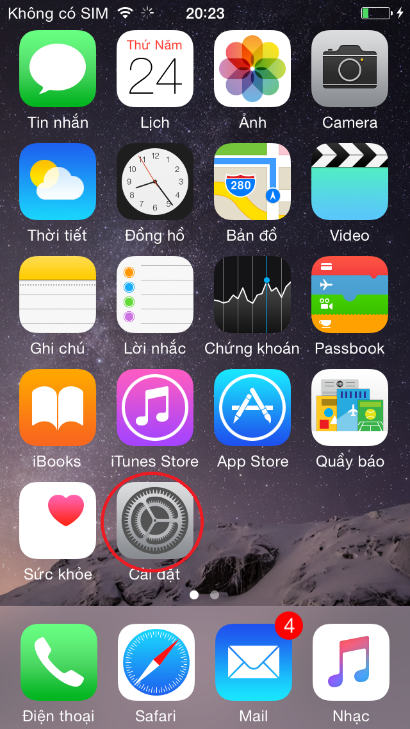 Không có SIM 20:23
Thứ Năm
24
Tin nhắn Lịch Ảnh Camera
280
Thời tiết Đồng hồ Bản đồ Video
Ghi chú Lời nhắc Chứng khoán Passbook
iBooks iTunes Store App Store Quầy báo
Sức khỏe Cài đặt
4
Điện thoại Safari Mail Nhạc